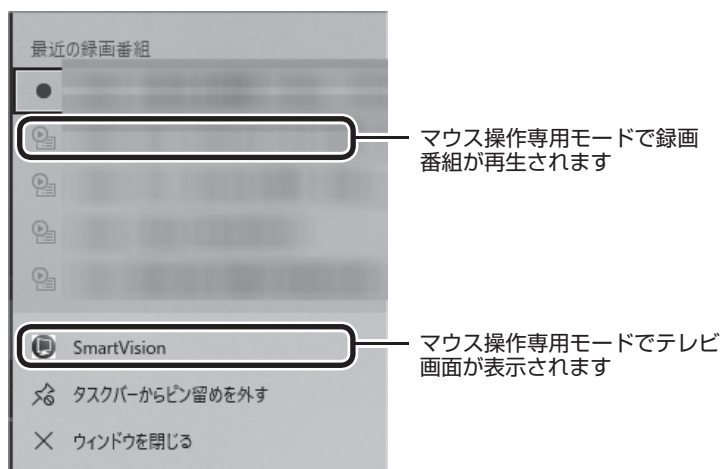 最近の録画番組
マウス操作専用モードで録画
番組が再生されます
SmartVision
マウス操作専用モードでテレビ
画面が表示されます
タスクバーからピン留めを外す
ウィンドウを閉じる